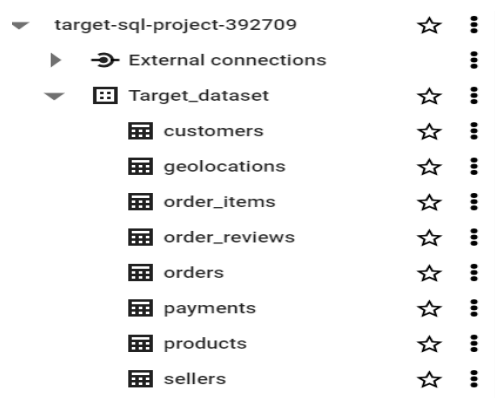 target-sql-project-392709
External connections
Target_dataset
customers
geolocations
order_items
order_reviews
orders
payments
products
sellers